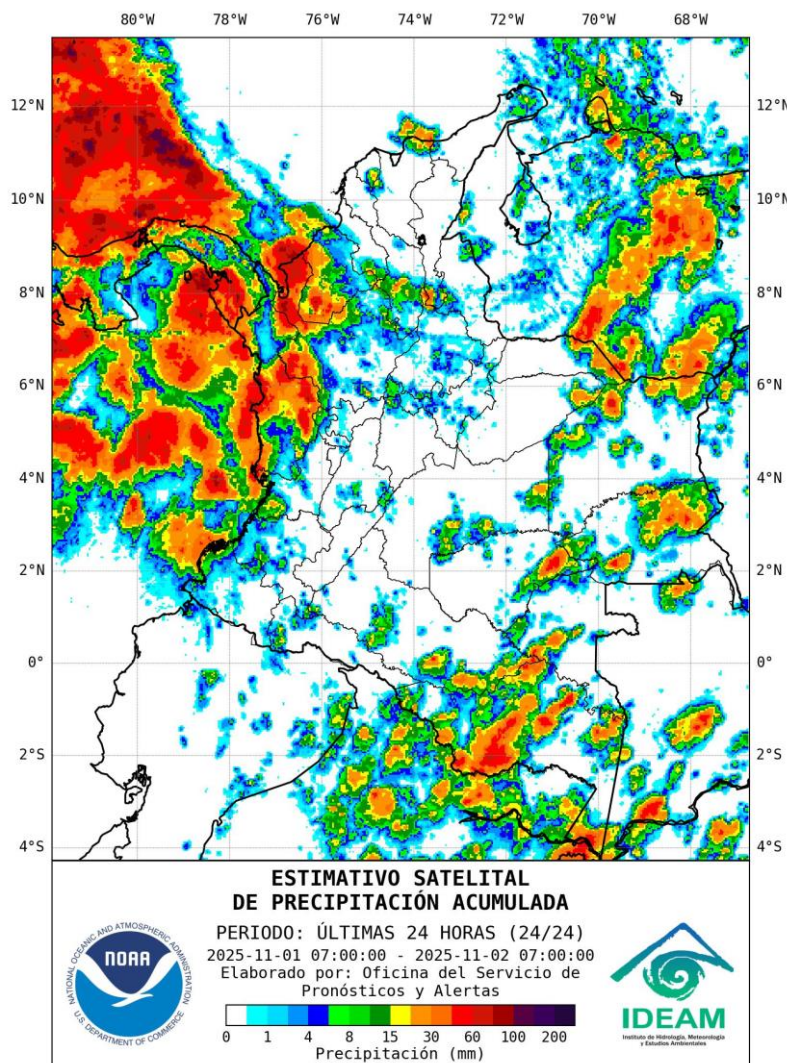 80°W 78°W 76°W 74°W 72°W 70°W 68°W
12°N 12°N
10°N 10°N
8°N 8°N
6°N 6°N
4°N 4°N
2°N 2°N
0° 0°
2°S 2°S
4°S 4°S
ESTIMATIVO SATELITAL
DE PRECIPITACIÓN ACUMULADA
PERIODO: ÚLTIMAS 24 HORAS (24/24)
2025-11-01 07:00:00 - 2025-11-02 07:00:00
Elaborado por: Oficina del Servicio de
Pronósticos y Alertas
0 1 4 8 15 30 60 100 200
Precipitación (mm)
NATIONAL OCEANIC AND ATMOSPHERIC ADMINISTRATION
NOAA
U.S. DEPARTMENT OF COMMERCE
IDEAM
Instituto de Hidrología, Meteorología
y Estudios Ambientales